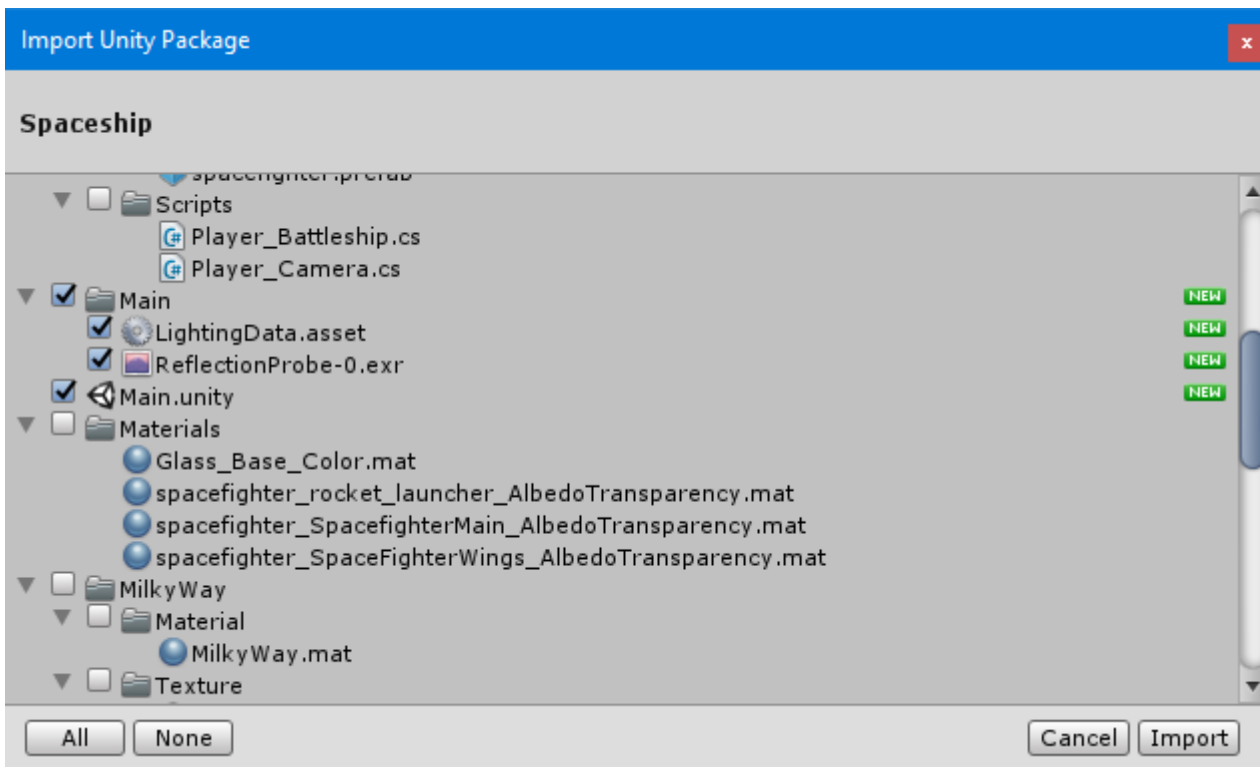 Import Unity Package
x
Spaceship
spacefighter.prefab
Scripts
C# Player_Battleship.cs
C# Player_Camera.cs
Main NEW
LightingData.asset NEW
ReflectionProbe-0.exr NEW
Main.unity NEW
Materials
Glass_Base_Color.mat
spacefighter_rocket_launcher_AlbedoTransparency.mat
spacefighter_SpacefighterMain_AlbedoTransparency.mat
spacefighter_SpaceFighterWings_AlbedoTransparency.mat
MilkyWay
Material
MilkyWay.mat
Texture
All None Cancel Import